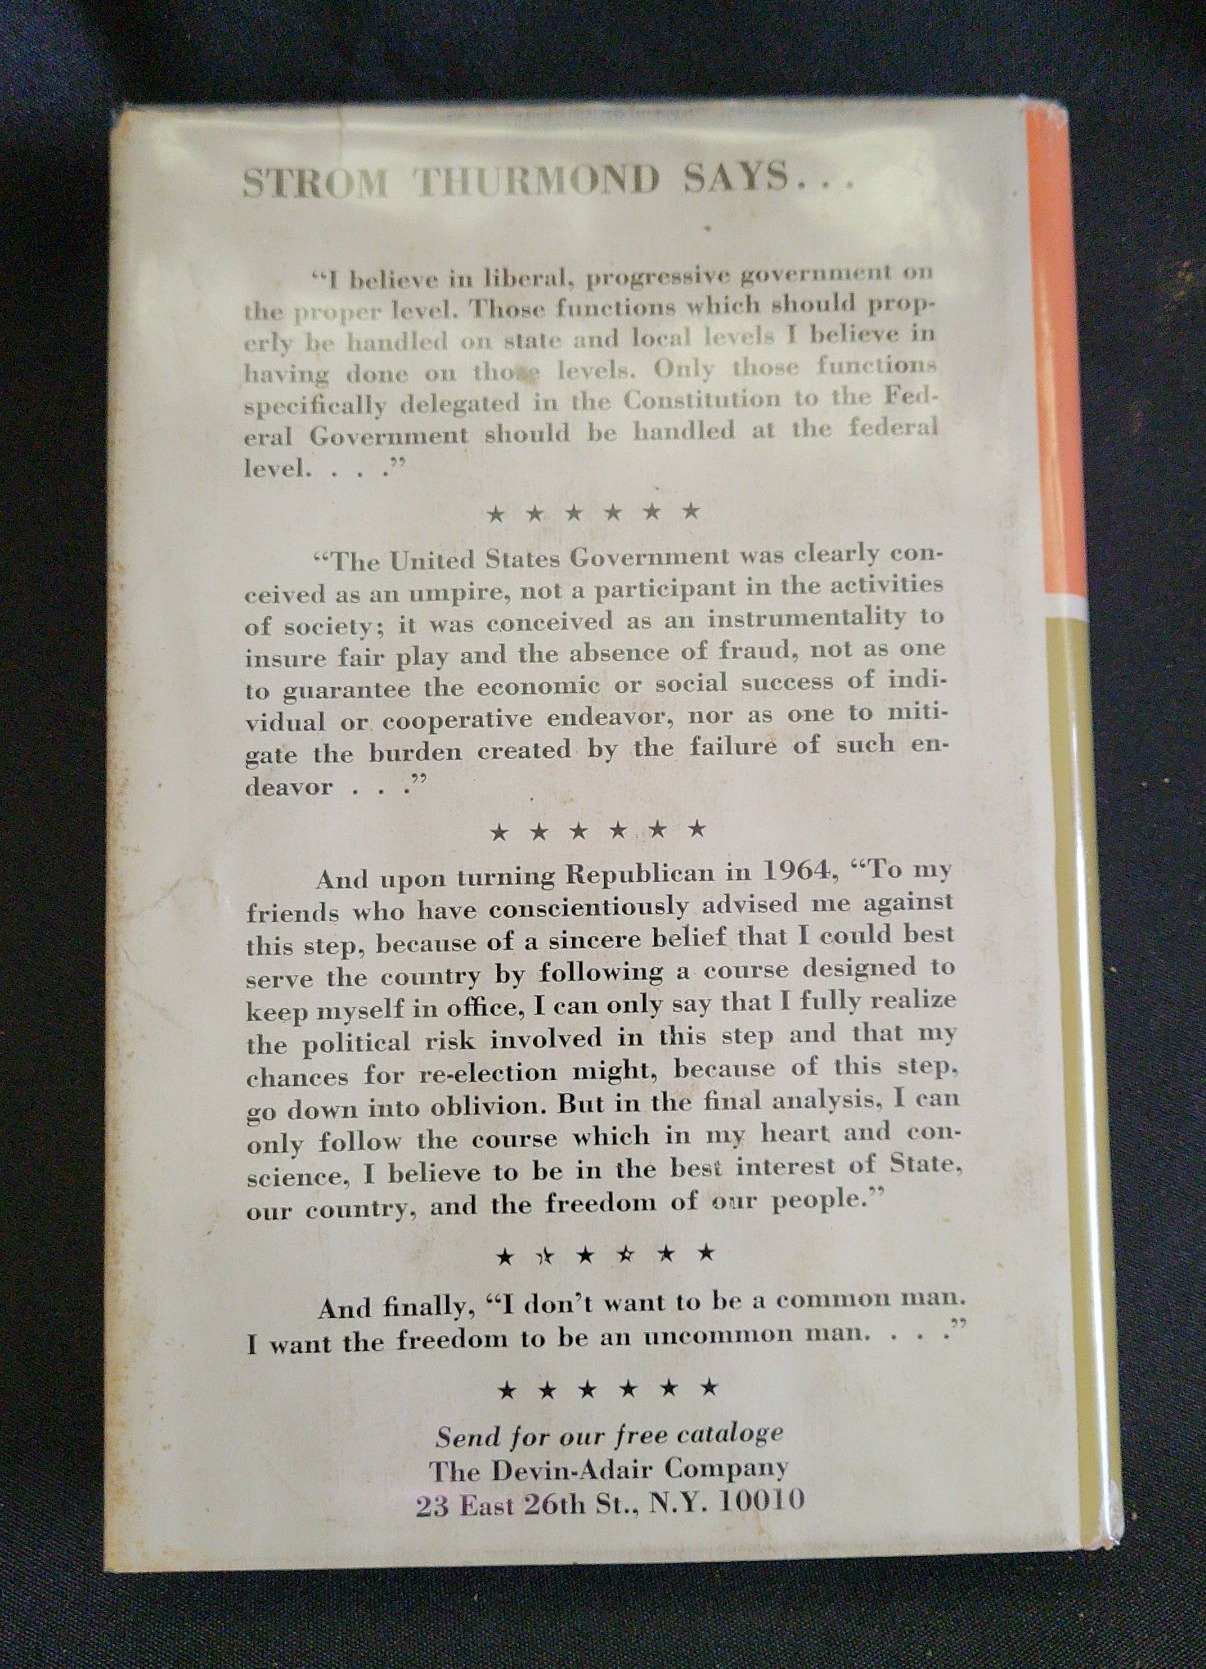 STROM THURMOND SAYS...
“I believe in liberal, progressive government on
the proper level. Those functions which should prop-
erly be handled on state and local levels I believe in
having done on those levels. Only those functions
specifically delegated in the Constitution to the Fed-
eral Government should be handled at the federal
level. . . .”
★ ★ ★ ★ ★ ★
“The United States Government was clearly con-
ceived as an umpire, not a participant in the activities
of society; it was conceived as an instrumentality to
insure fair play and the absence of fraud, not as one
to guarantee the economic or social success of indi-
vidual or cooperative endeavor, nor as one to miti-
gate the burden created by the failure of such en-
deavor . . .”
★ ★ ★ ★ ★ ★
And upon turning Republican in 1964, “To my
friends who have conscientiously advised me against
this step, because of a sincere belief that I could best
serve the country by following a course designed to
keep myself in office, I can only say that I fully realize
the political risk involved in this step and that my
chances for re-election might, because of this step,
go down into oblivion. But in the final analysis, I can
only follow the course which in my heart and con-
science, I believe to be in the best interest of State,
our country, and the freedom of our people.”
★ ★ ★ ★ ★ ★
And finally, “I don’t want to be a common man.
I want the freedom to be an uncommon man. . . .”
★ ★ ★ ★ ★ ★
Send for our free cataloge
The Devin-Adair Company
23 East 26th St., N.Y. 10010